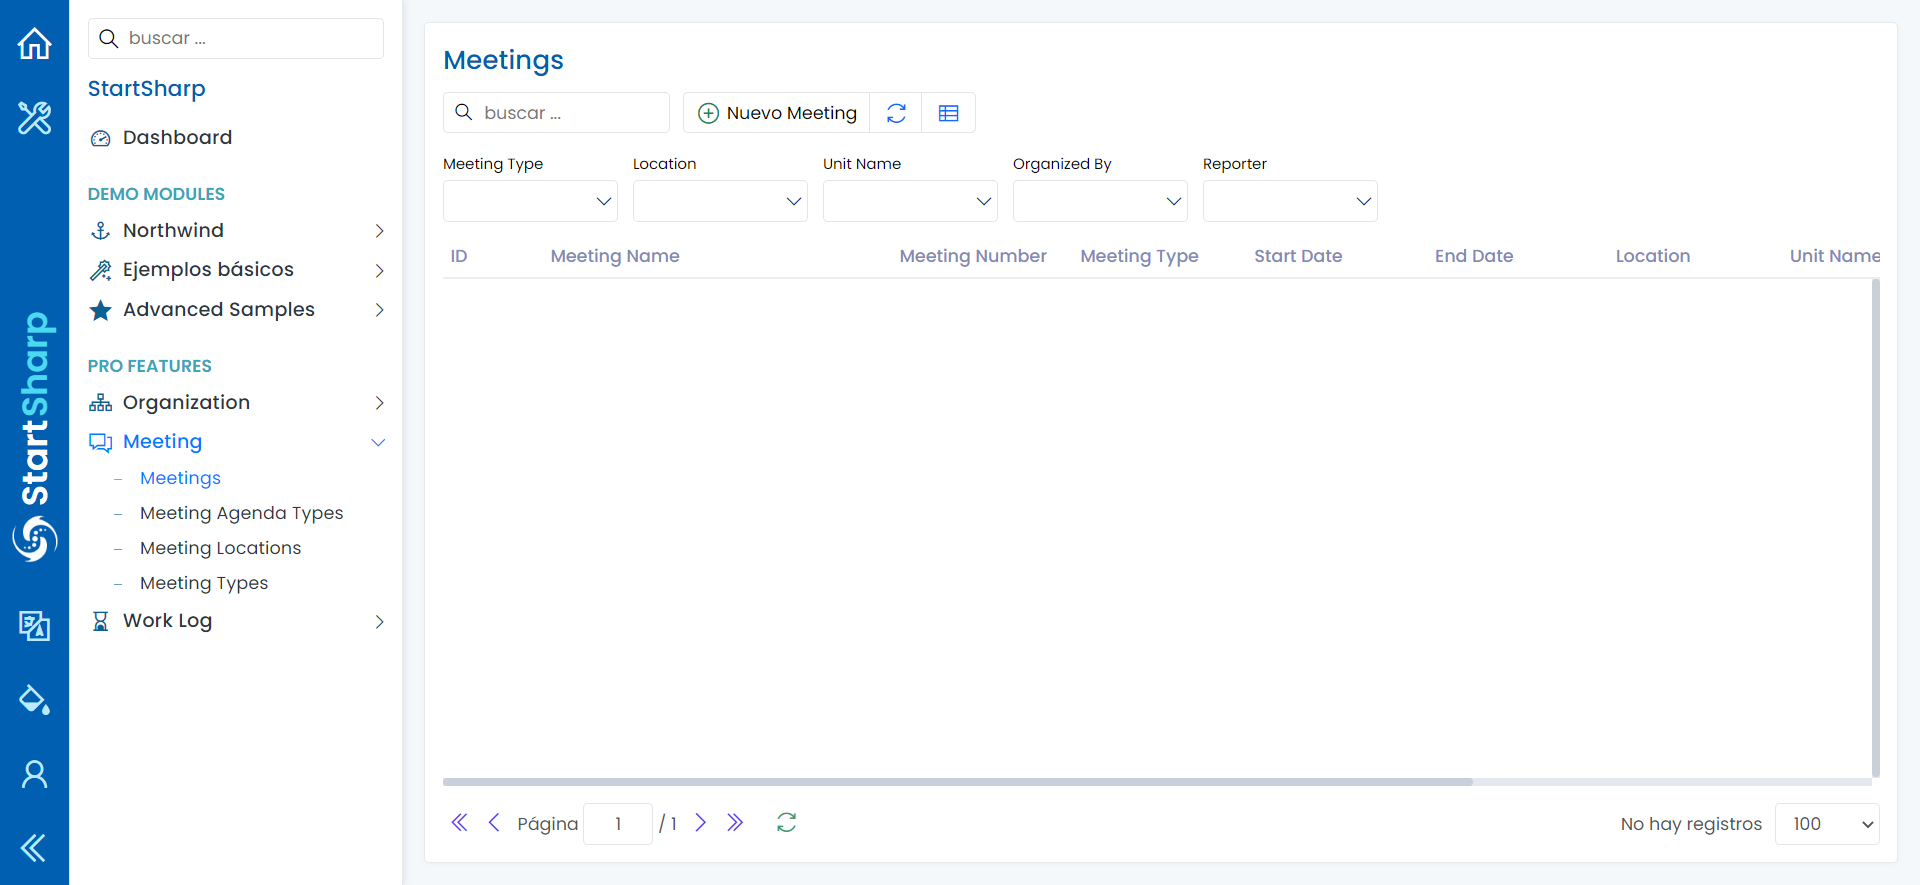 StartSharp
buscar ...
StartSharp
Dashboard
DEMO MODULES
Northwind
Ejemplos básicos
Advanced Samples
PRO FEATURES
Organization
Meeting
Meetings
Meeting Agenda Types
Meeting Locations
Meeting Types
Work Log
Meetings
buscar ...
Nuevo Meeting
Meeting Type Location Unit Name Organized By Reporter
ID Meeting Name Meeting Number Meeting Type Start Date End Date Location Unit Name
Página 1 / 1
No hay registros 100